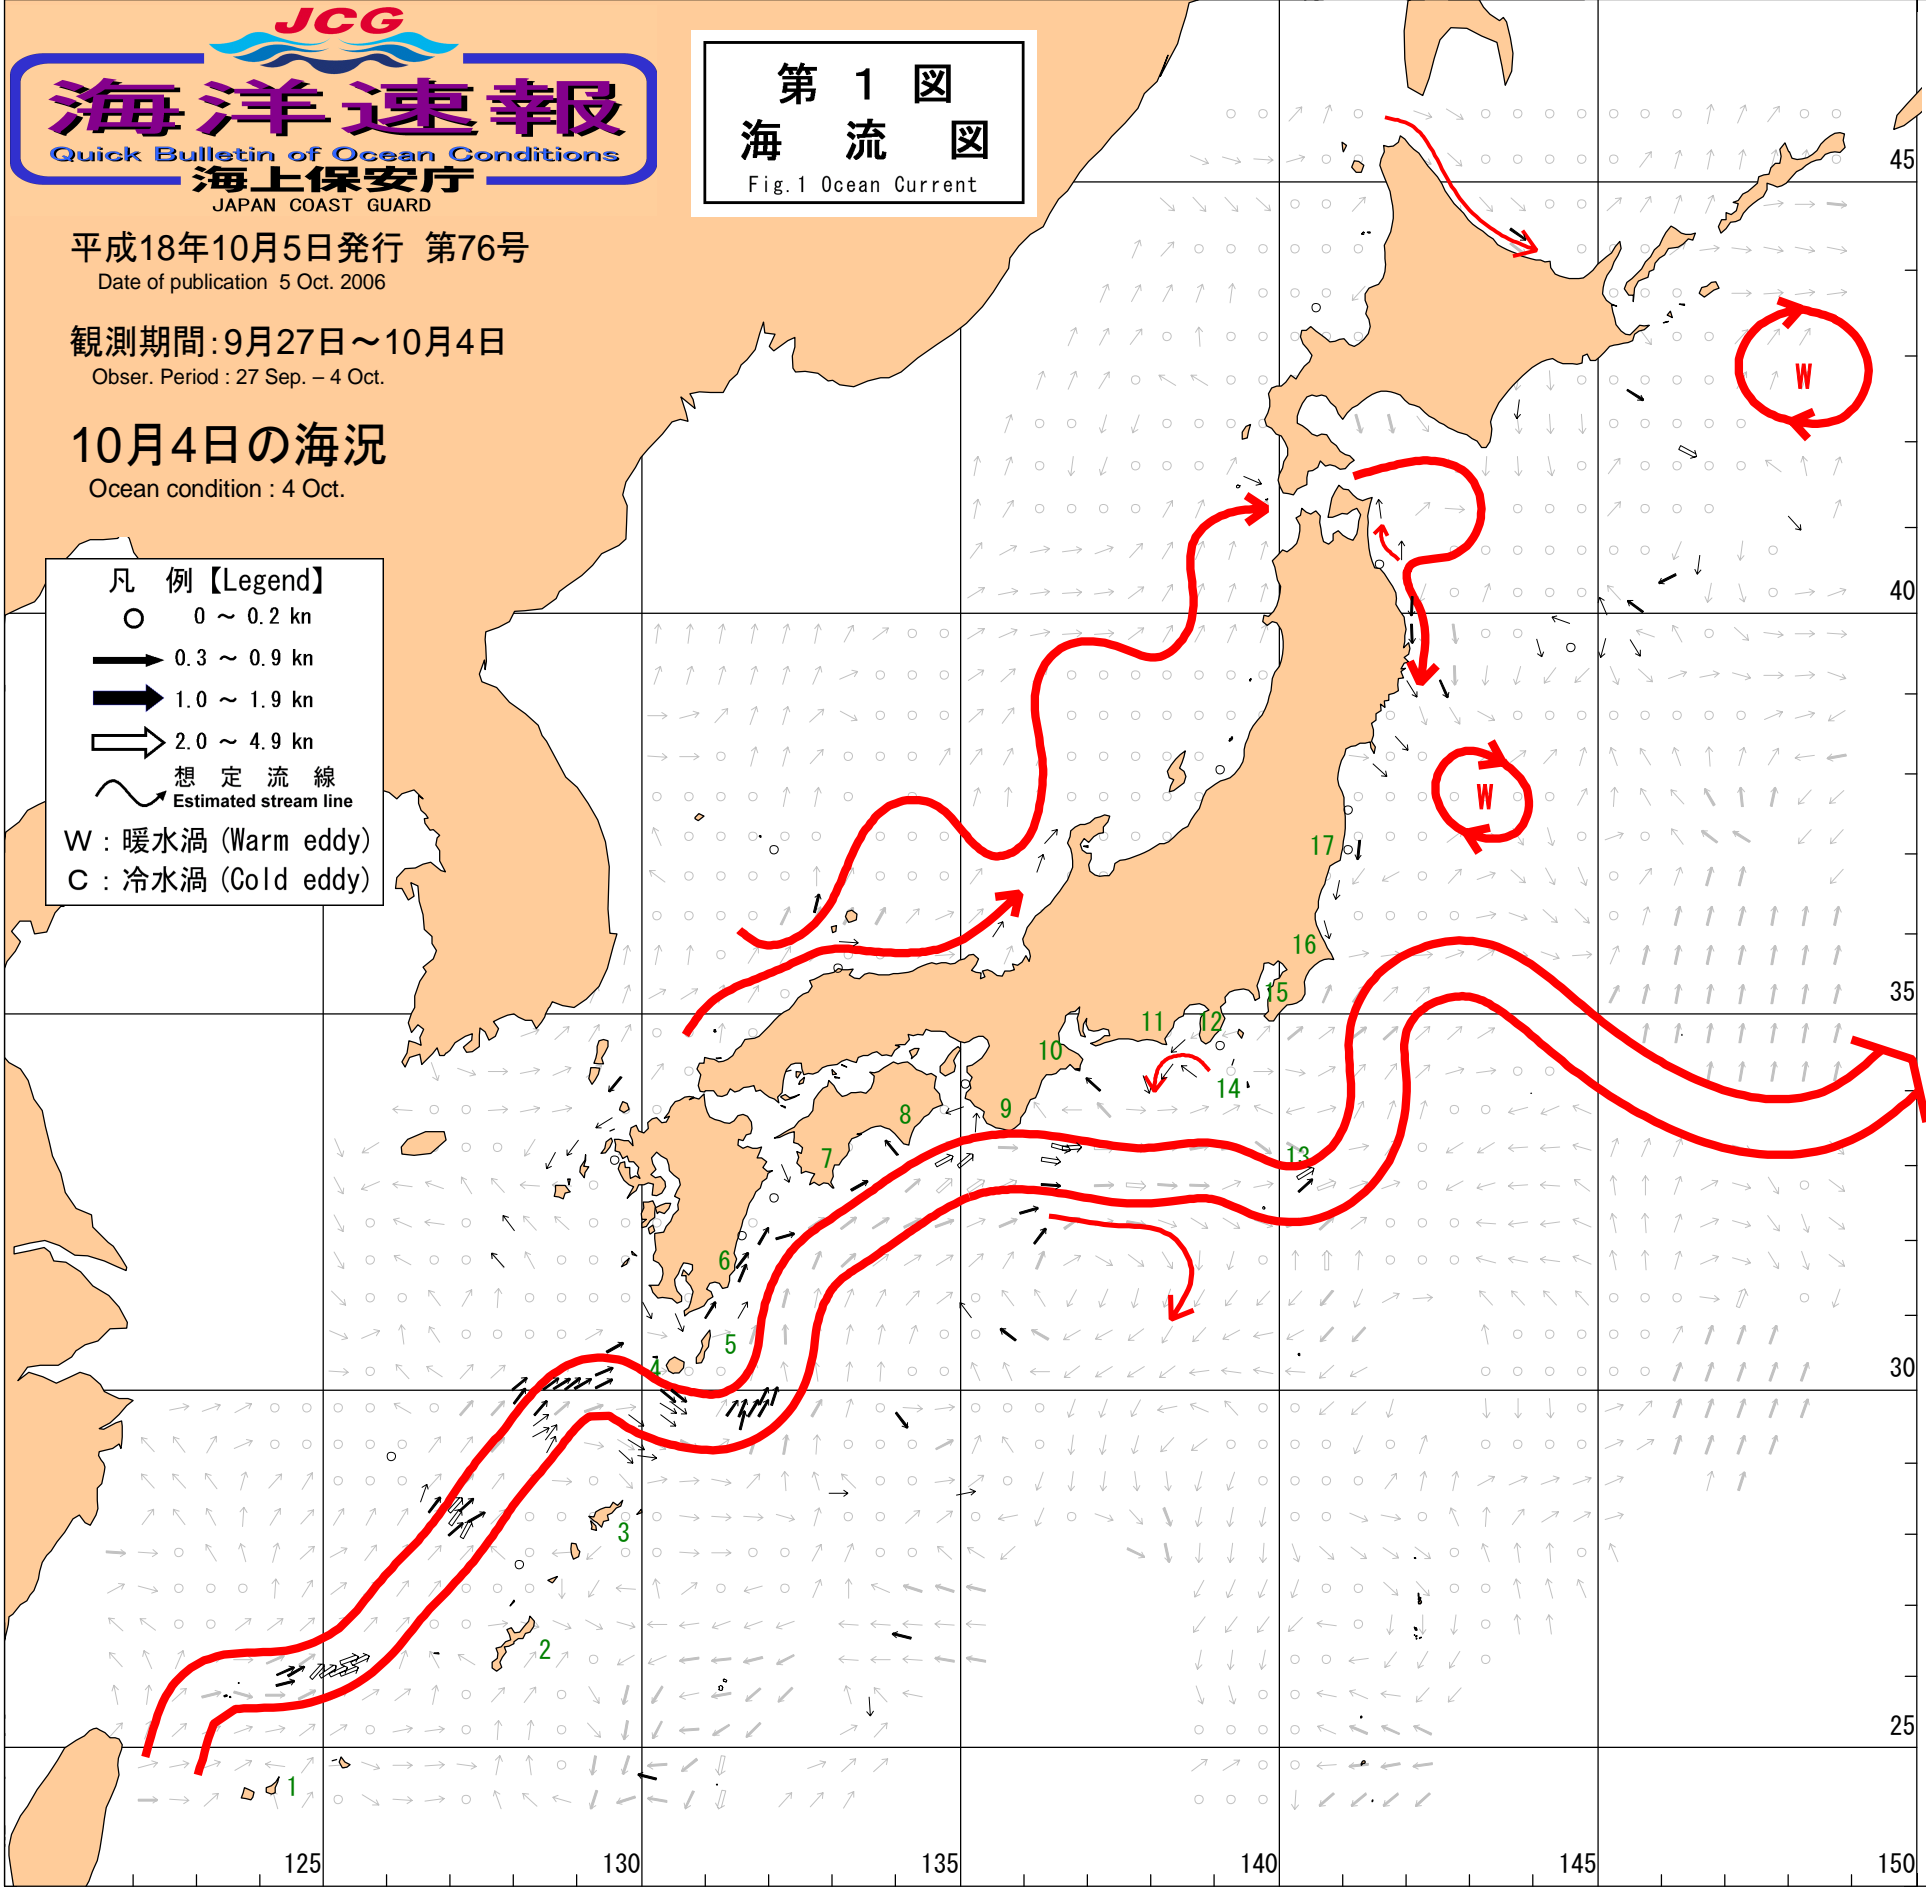 JCG
海洋速報
Quick Bulletin of Ocean Conditions
海上保安庁
JAPAN COAST GUARD
平成18年10月5日発行 第76号
Date of publication 5 Oct. 2006
観測期間:9月27日～10月4日
Obser. Period : 27 Sep. – 4 Oct.
10月4日の海況
Ocean condition : 4 Oct.
第 1 図
海 流 図
Fig.1 Ocean Current
凡 例【Legend】
0 ～ 0.2 kn
0.3 ～ 0.9 kn
1.0 ～ 1.9 kn
2.0 ～ 4.9 kn
想 定 流 線
Estimated stream line
W : 暖水渦 (Warm eddy)
C : 冷水渦 (Cold eddy)
45
W
40
W
17
16
35
15
12
11
10
14
9
8
7
13
6
5
4
30
3
2
25
1
125
130
135
140
145
150